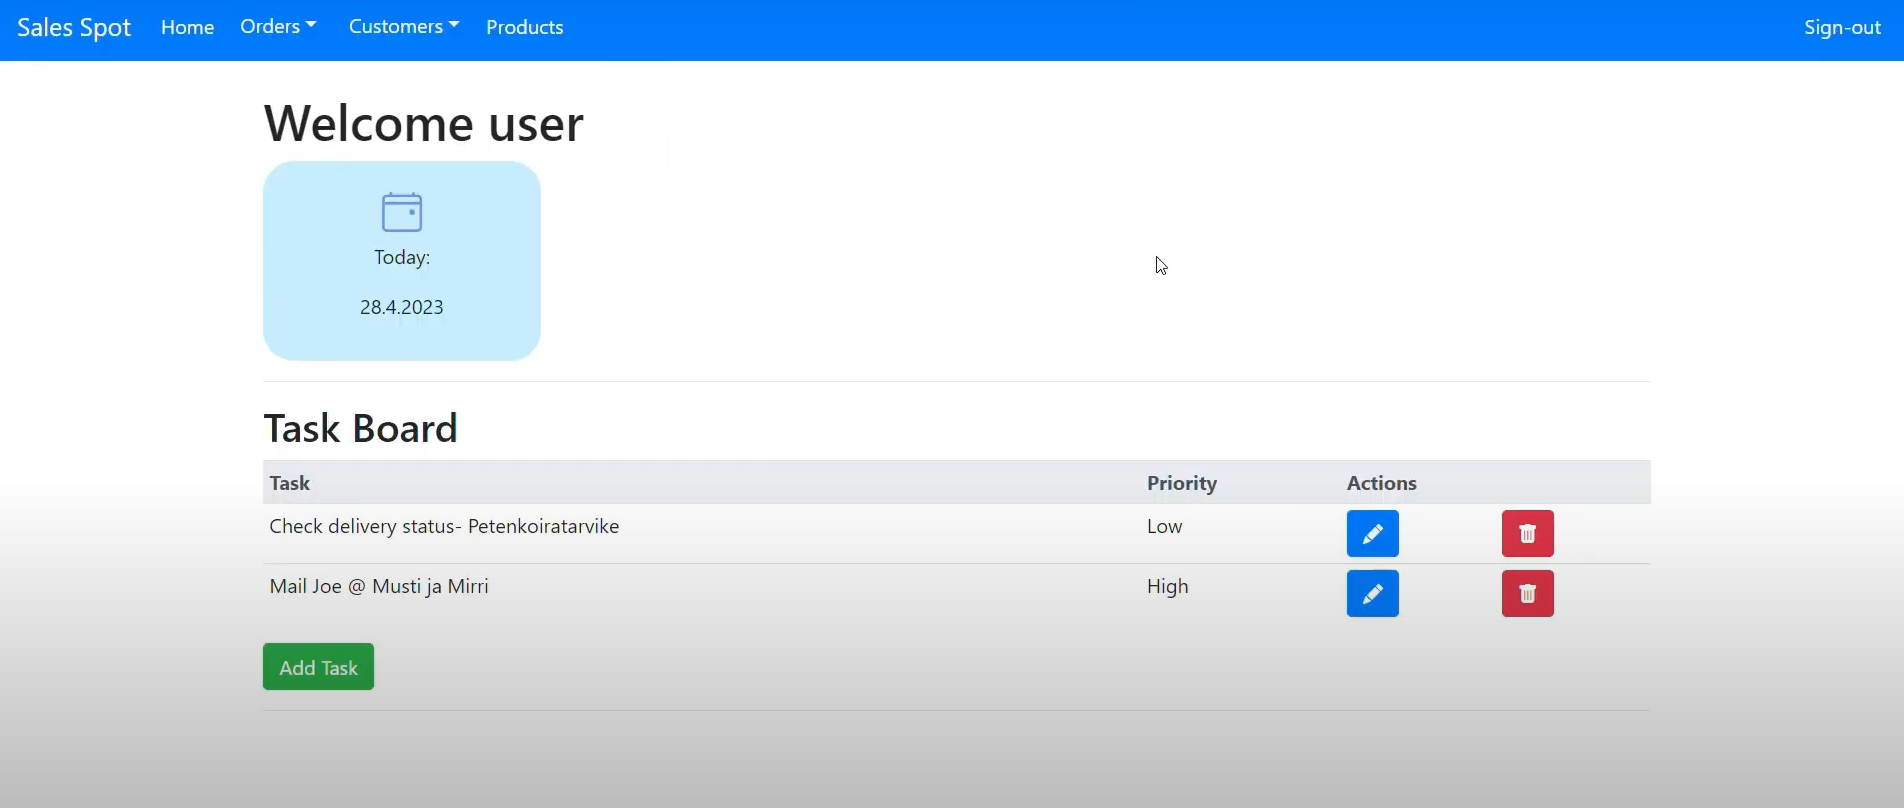 Sales Spot Home Orders Customers Products Sign-out
Welcome user
Today:
28.4.2023
Task Board
Task Priority Actions
Check delivery status- Petenkoiratarvike Low
Mail Joe @ Musti ja Mirri High
Add Task